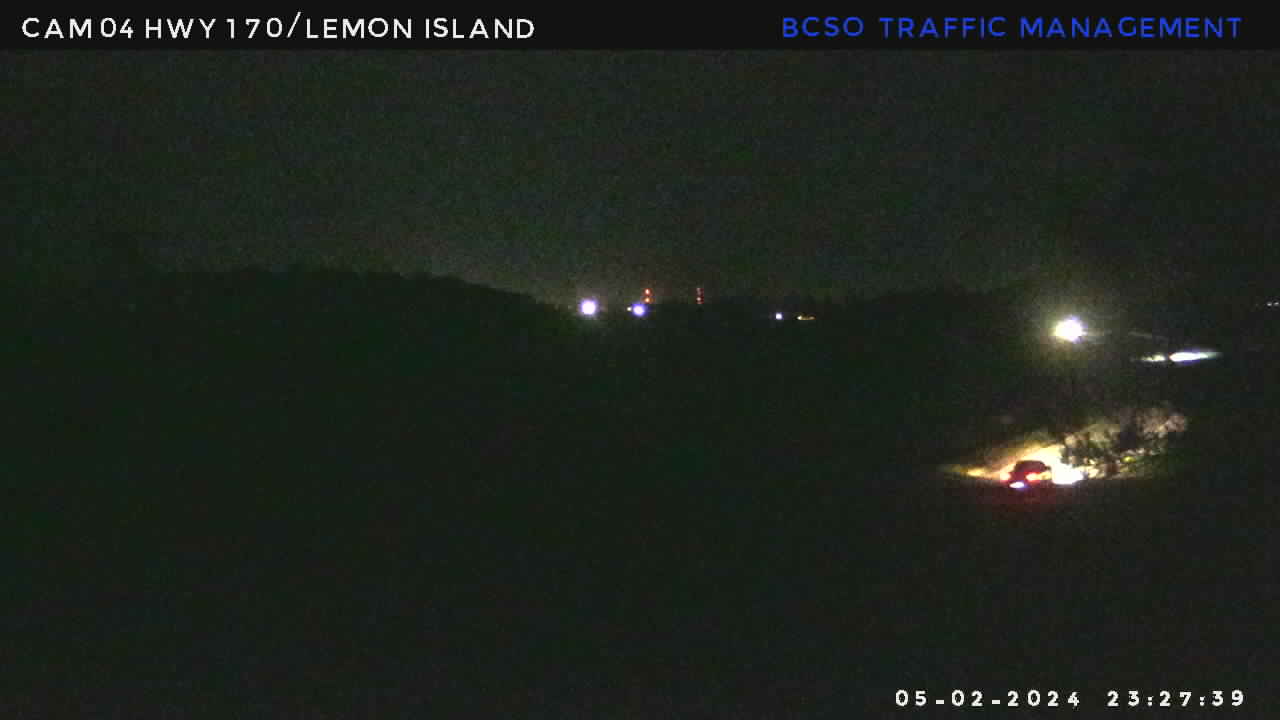 CAM04 HWY 170/LEMON ISLAND
BCSO TRAFFIC MANAGEMENT
05-02-2024 23:27:39